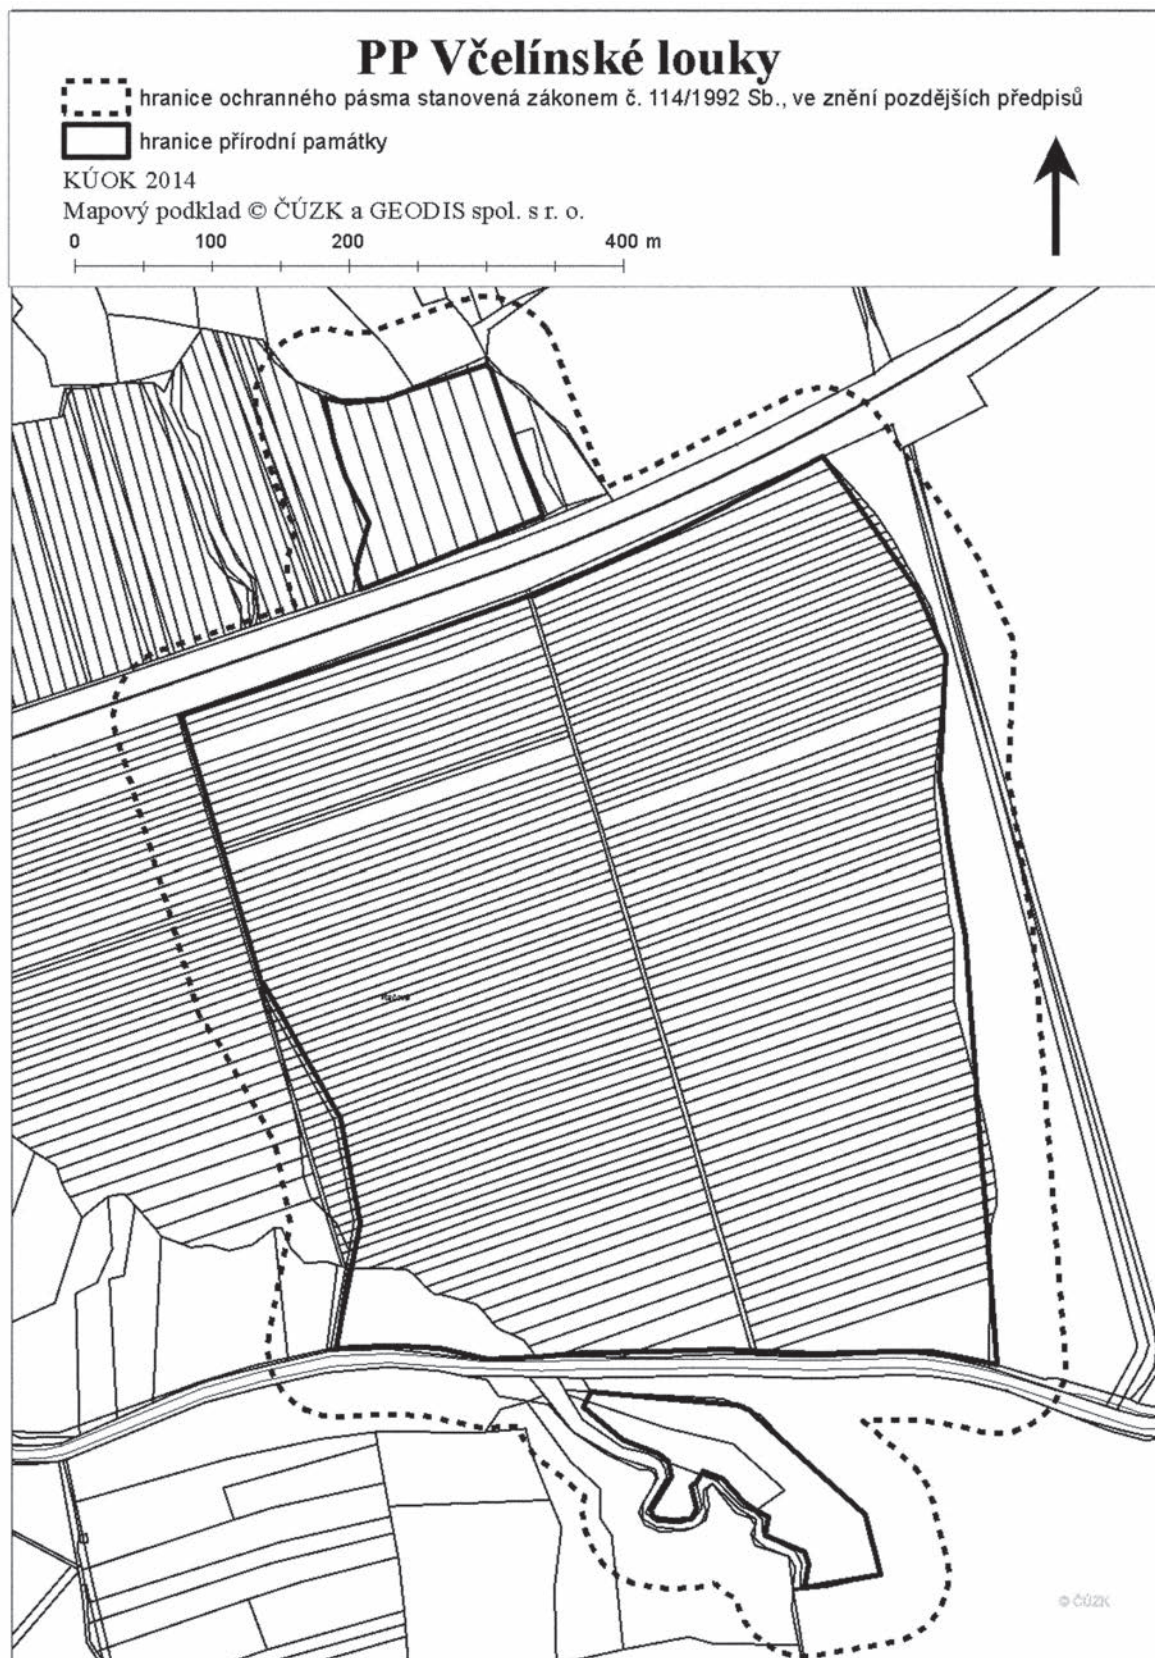 PP Včelínské louky
hranice ochranného pásma stanovená zákonem č. 114/1992 Sb., ve znění pozdějších předpisů
hranice přírodní památky
KÚOK 2014
Mapový podklad © ČÚZK a GEODIS spol. s r. o.
0 100 200 400 m
© ČÚZK